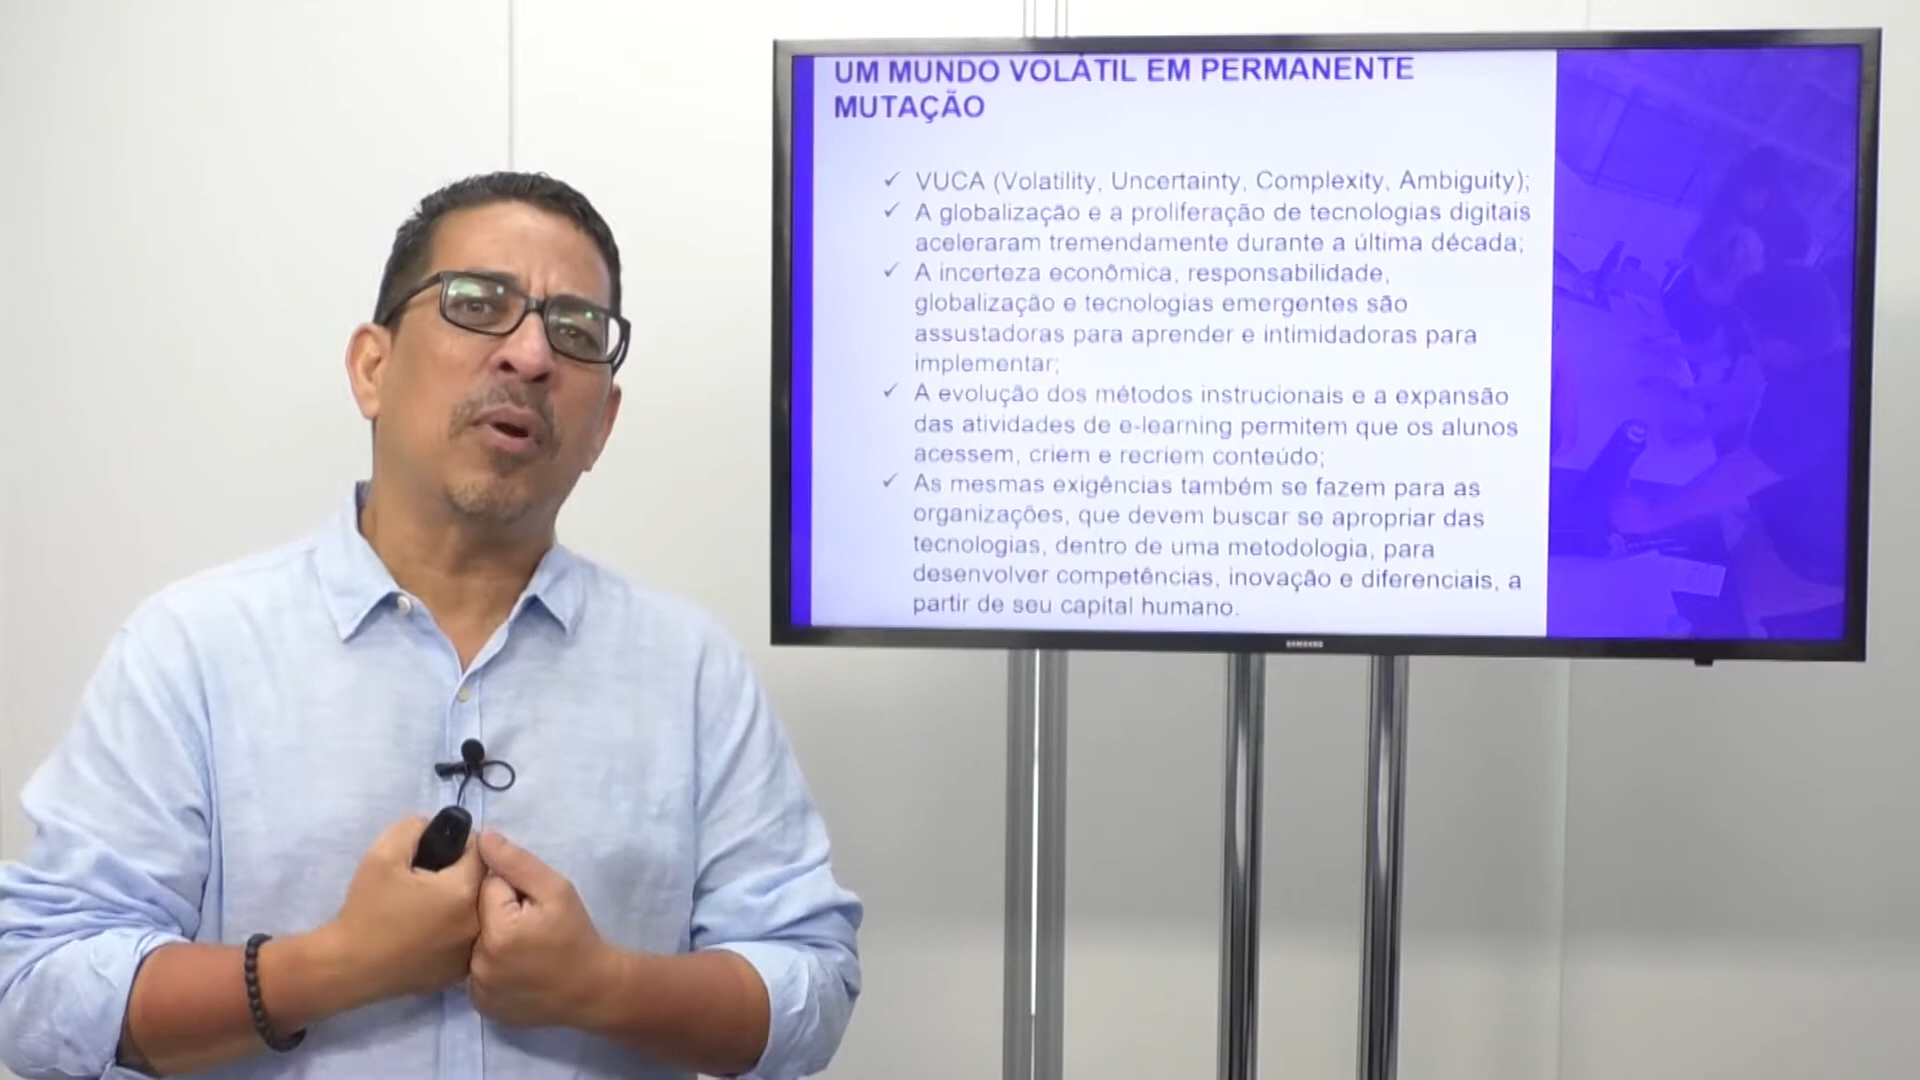 UM MUNDO VOLÁTIL EM PERMANENTE
MUTAÇÃO
✓ VUCA (Volatility, Uncertainty, Complexity, Ambiguity);
✓ A globalização e a proliferação de tecnologias digitais
aceleraram tremendamente durante a última década;
✓ A incerteza econômica, responsabilidade,
globalização e tecnologias emergentes são
assustadoras para aprender e intimidadoras para
implementar;
✓ A evolução dos métodos instrucionais e a expansão
das atividades de e-learning permitem que os alunos
acessem, criem e recriem conteúdo;
✓ As mesmas exigências também se fazem para as
organizações, que devem buscar se apropriar das
tecnologias, dentro de uma metodologia, para
desenvolver competências, inovação e diferenciais, a
partir de seu capital humano.
SAMSUNG